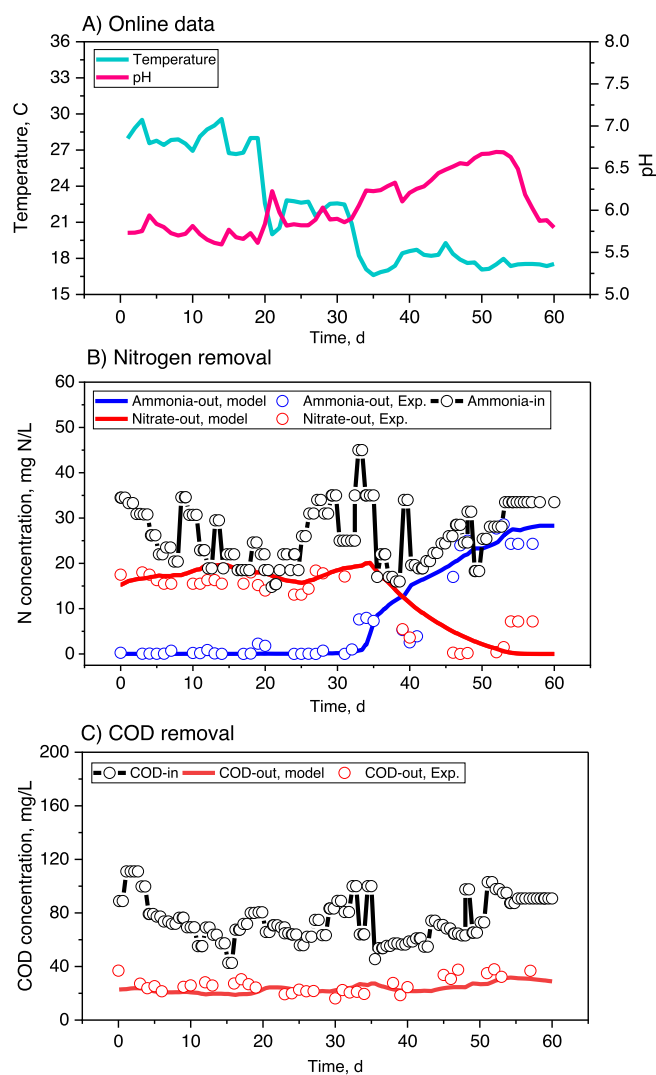 A) Online data
36
33
30
27
24
21
18
15
Temperature, C
Temperature
pH
8.0
7.5
7.0
6.5
6.0
5.5
5.0
pH
0 10 20 30 40 50 60
Time, d
B) Nitrogen removal
60
50
40
30
20
10
0
N concentration, mg N/L
Ammonia-out, model Ammonia-out, Exp. Ammonia-in
Nitrate-out, model Nitrate-out, Exp.
0 10 20 30 40 50 60
Time, d
C) COD removal
200
160
120
80
40
0
COD concentration, mg/L
COD-in COD-out, model COD-out, Exp.
0 10 20 30 40 50 60
Time, d